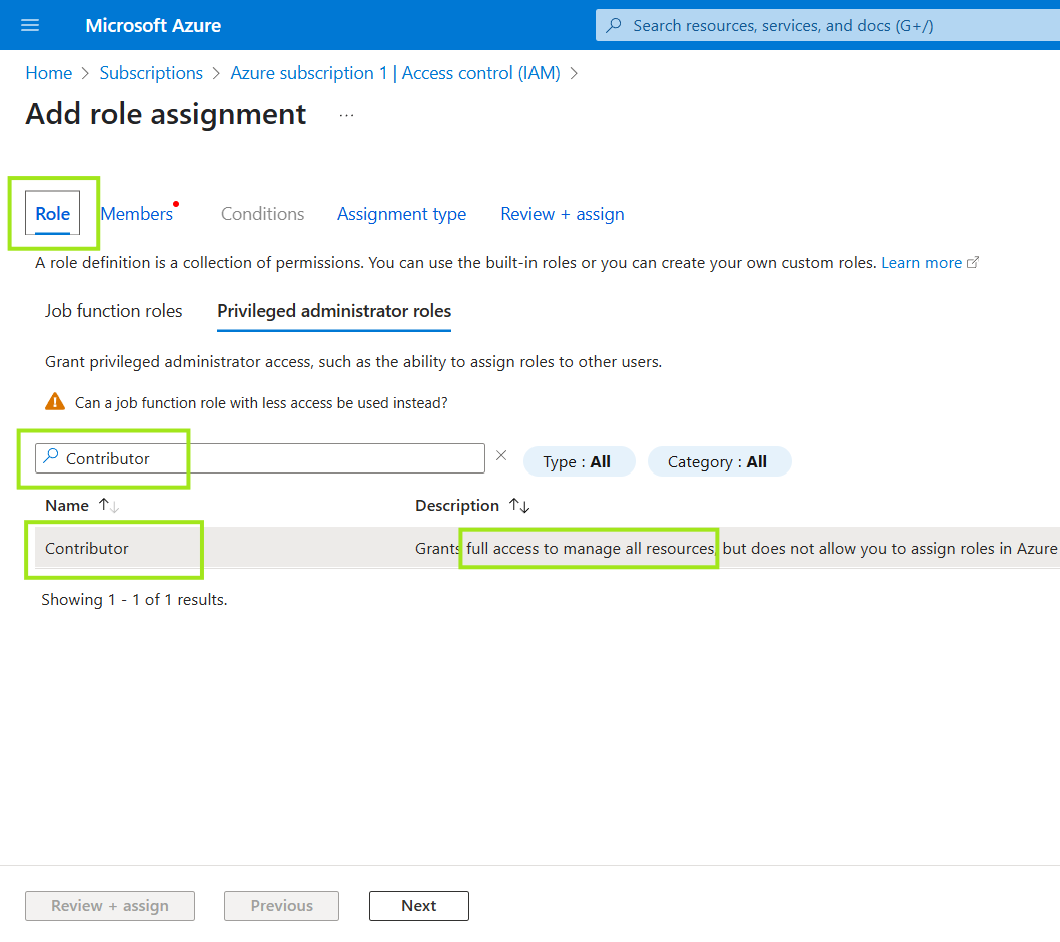 Microsoft Azure
Search resources, services, and docs (G+/)
Home > Subscriptions > Azure subscription 1 | Access control (IAM) >
Add role assignment ...
Role Members Conditions Assignment type Review + assign
A role definition is a collection of permissions. You can use the built-in roles or you can create your own custom roles. Learn more
Job function roles Privileged administrator roles
Grant privileged administrator access, such as the ability to assign roles to other users.
Can a job function role with less access be used instead?
Contributor
Type : All Category : All
Name ↑↓ Description ↑↓
Contributor Grants full access to manage all resources, but does not allow you to assign roles in Azure
Showing 1 - 1 of 1 results.
Review + assign Previous Next